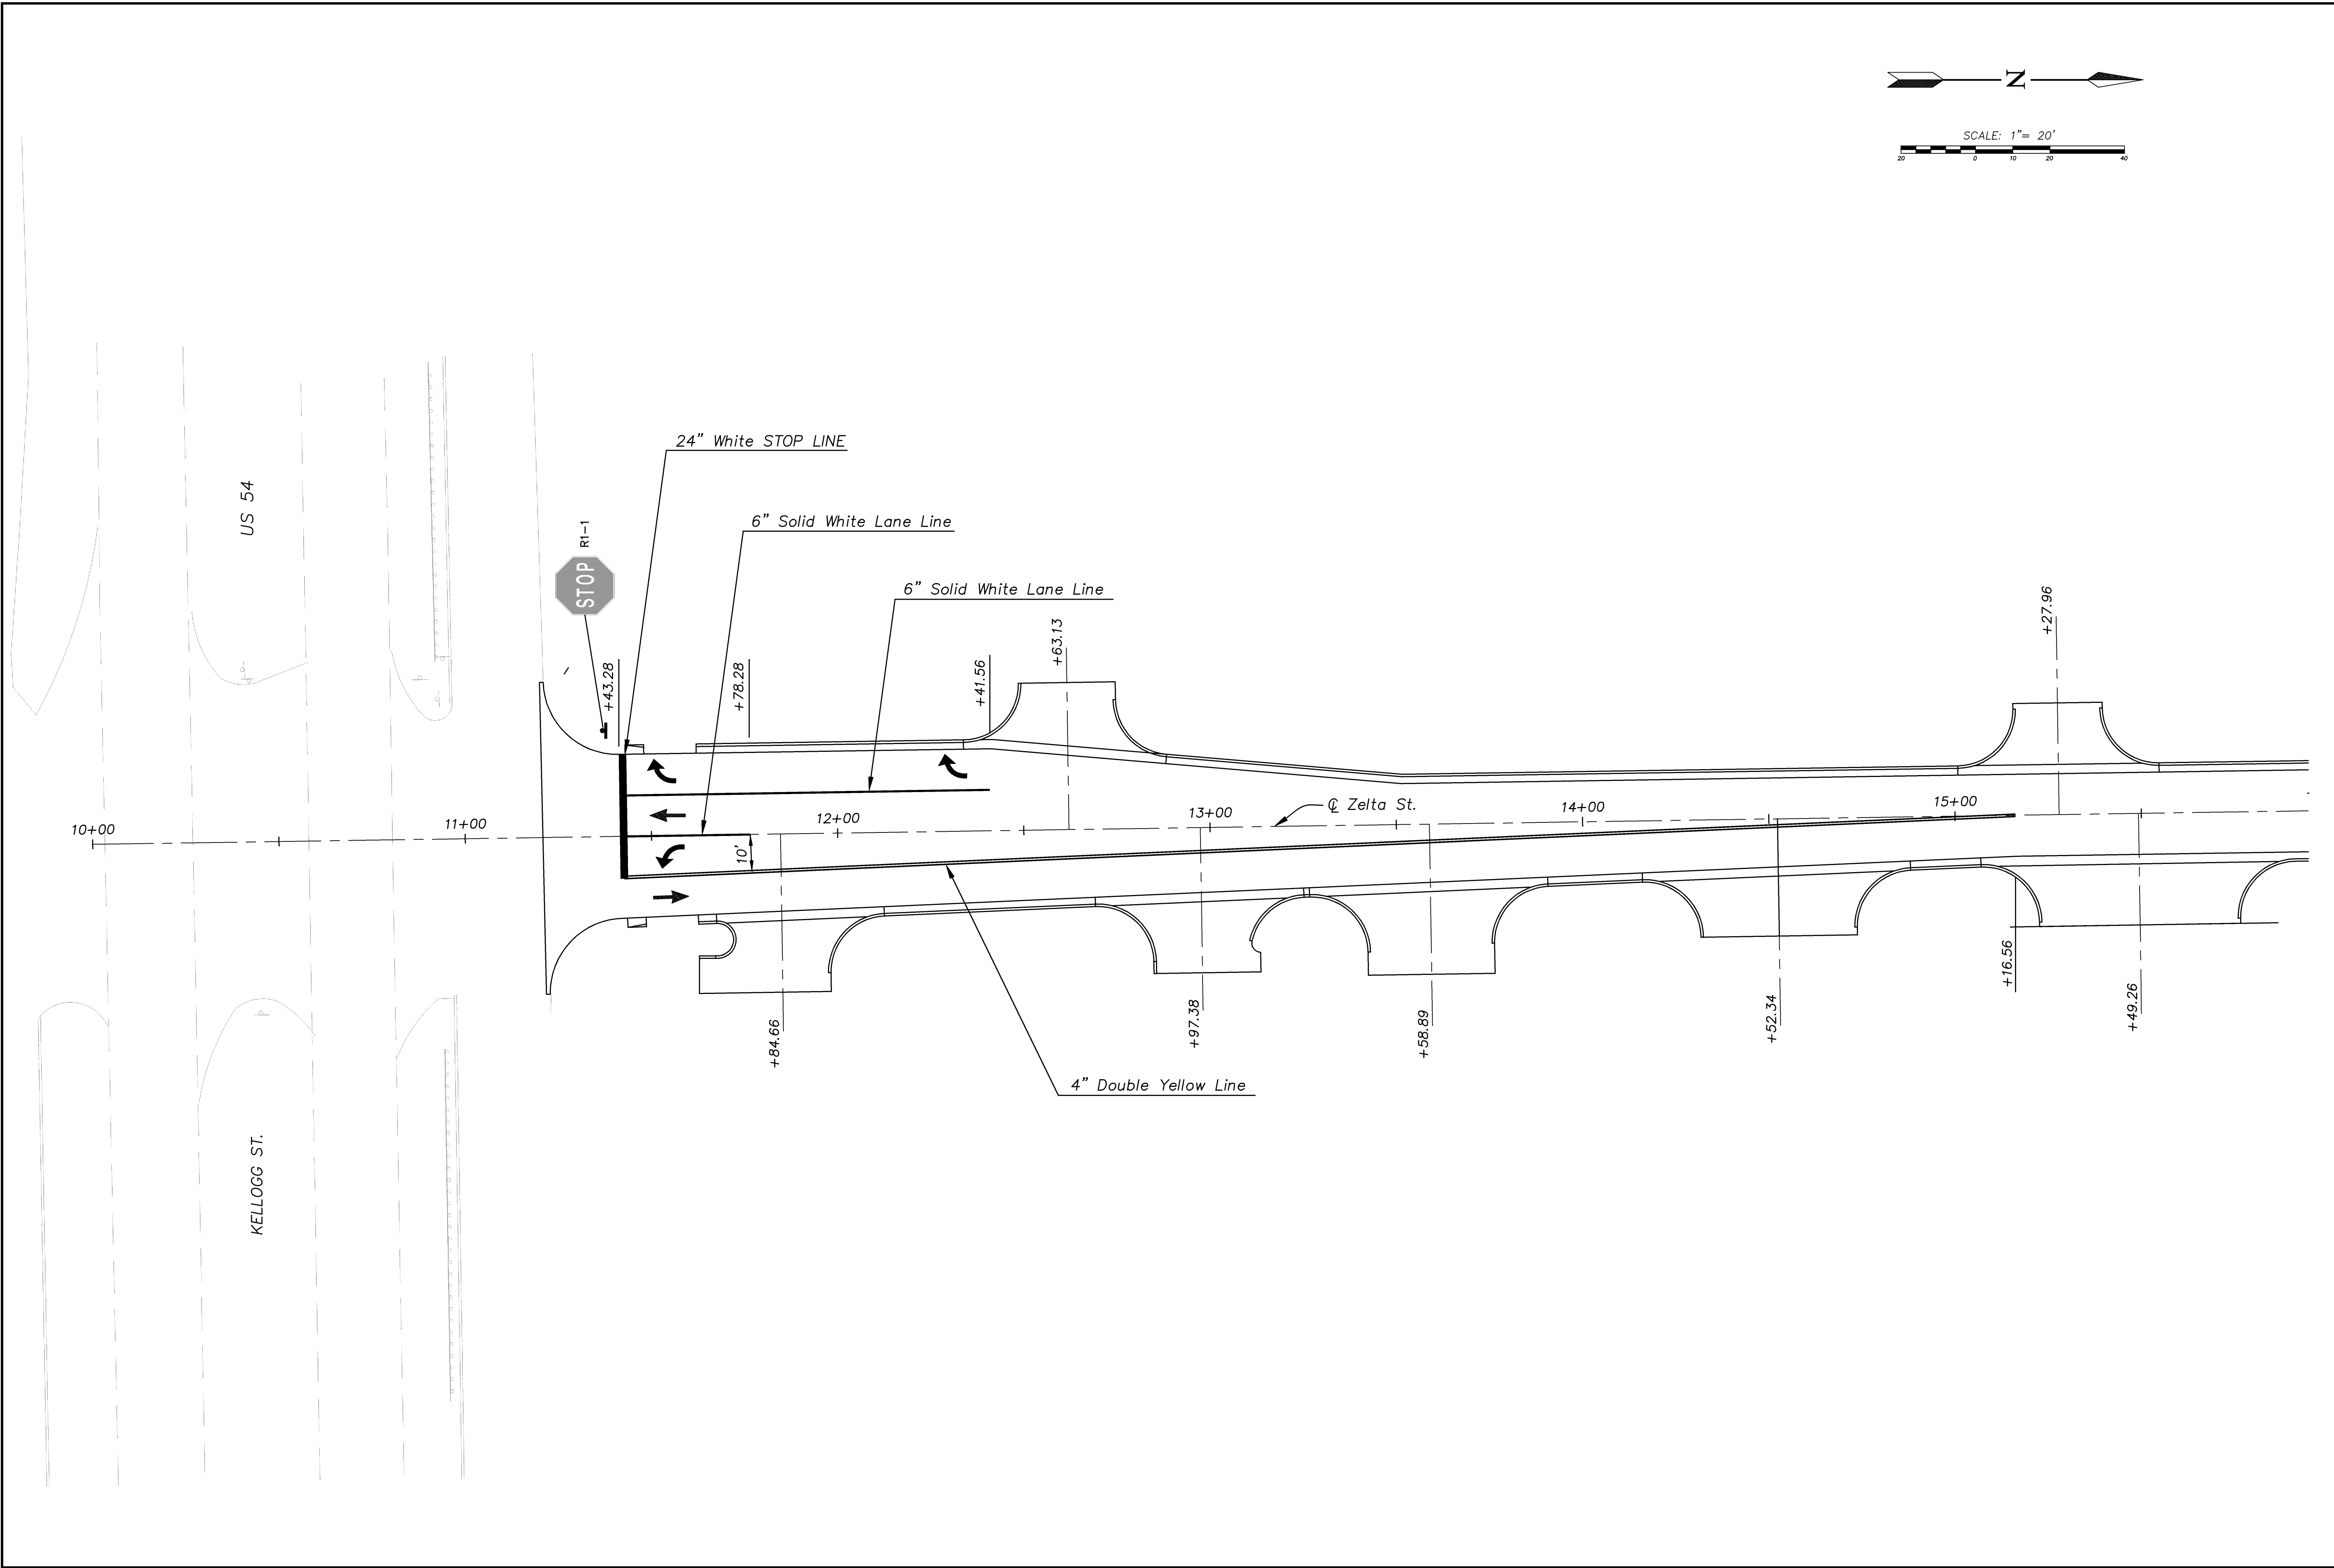 N
SCALE: 1"= 20'
20 0 10 20 40
24" White STOP LINE
US 54
6" Solid White Lane Line
R1-1
STOP
6" Solid White Lane Line
+43.28
+78.28
+41.56
+63.13
+27.96
10+00
11+00
12+00
13+00
℄ Zelta St.
14+00
15+00
10'
+84.66
+97.38
+58.89
+52.34
+16.56
+49.26
4" Double Yellow Line
KELLOGG ST.